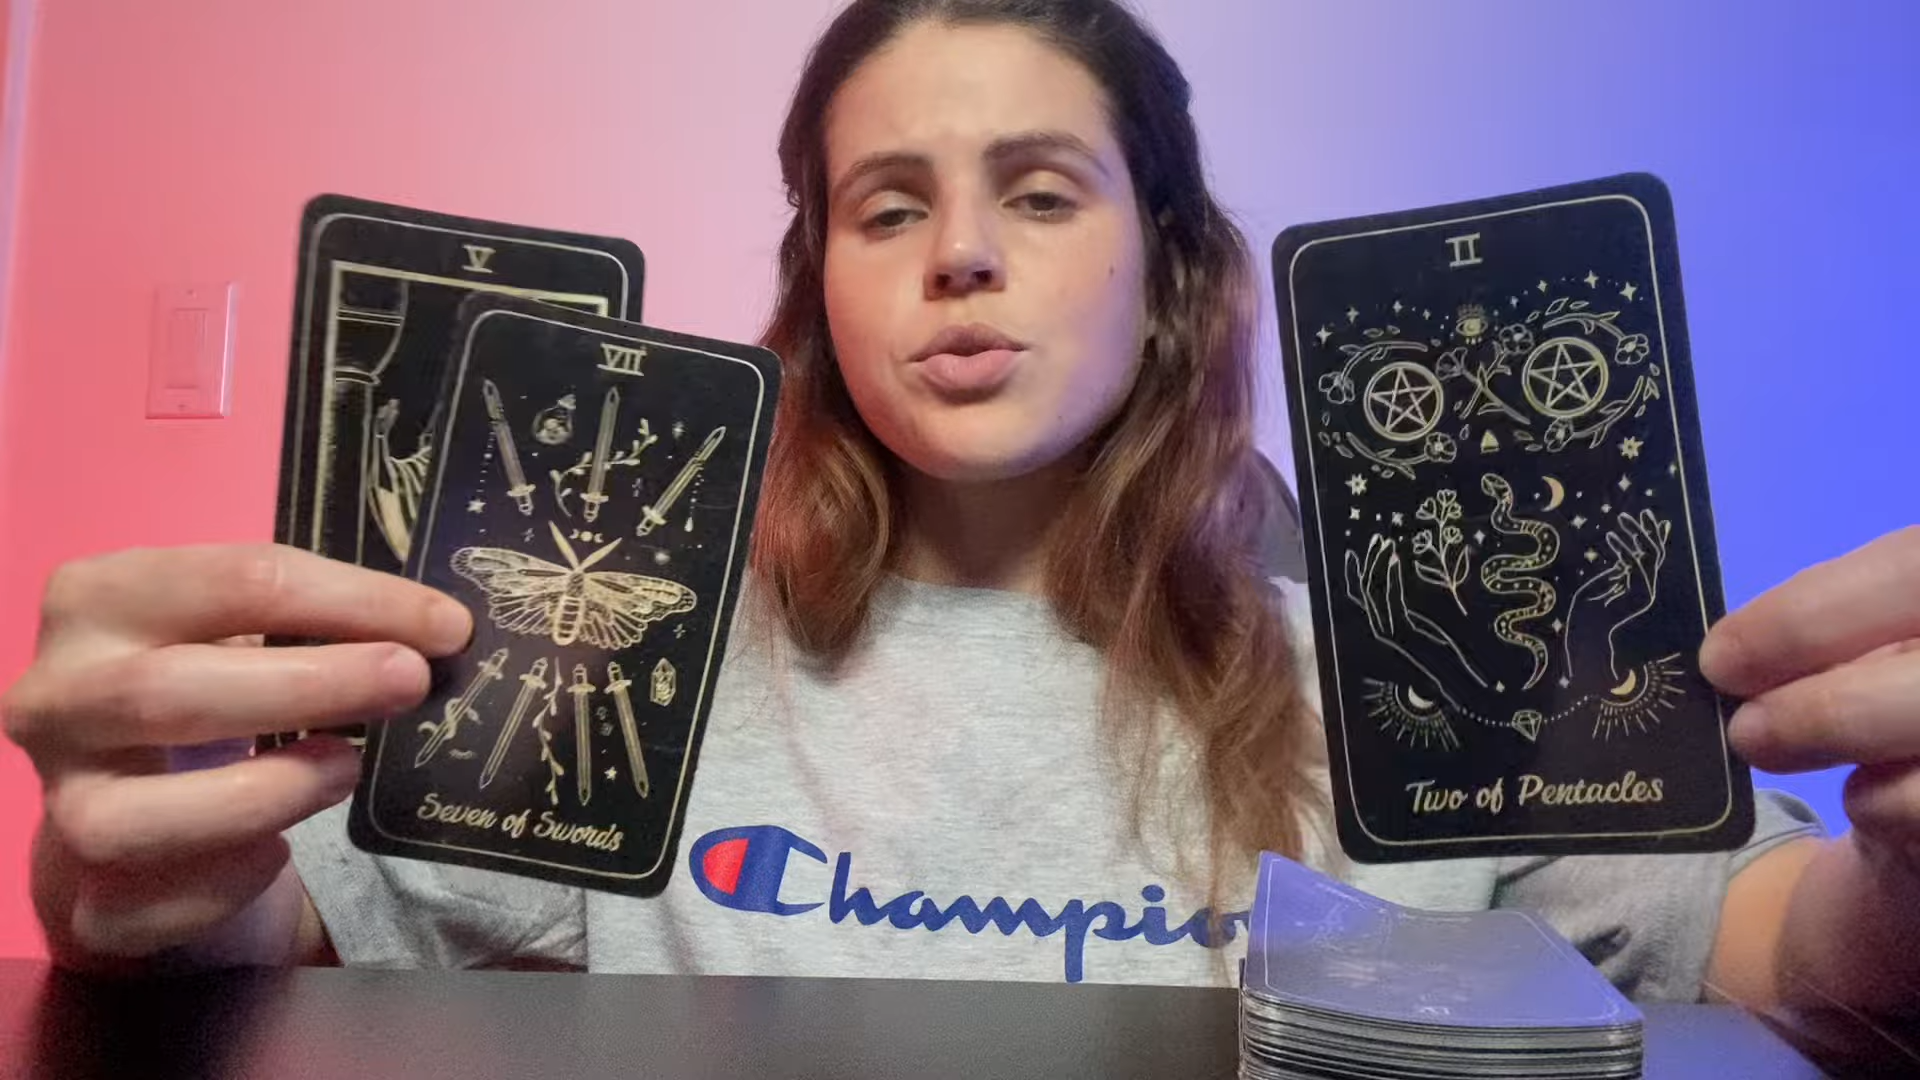 V
VII
Seven of Swords
II
Two of Pentacles
Champio